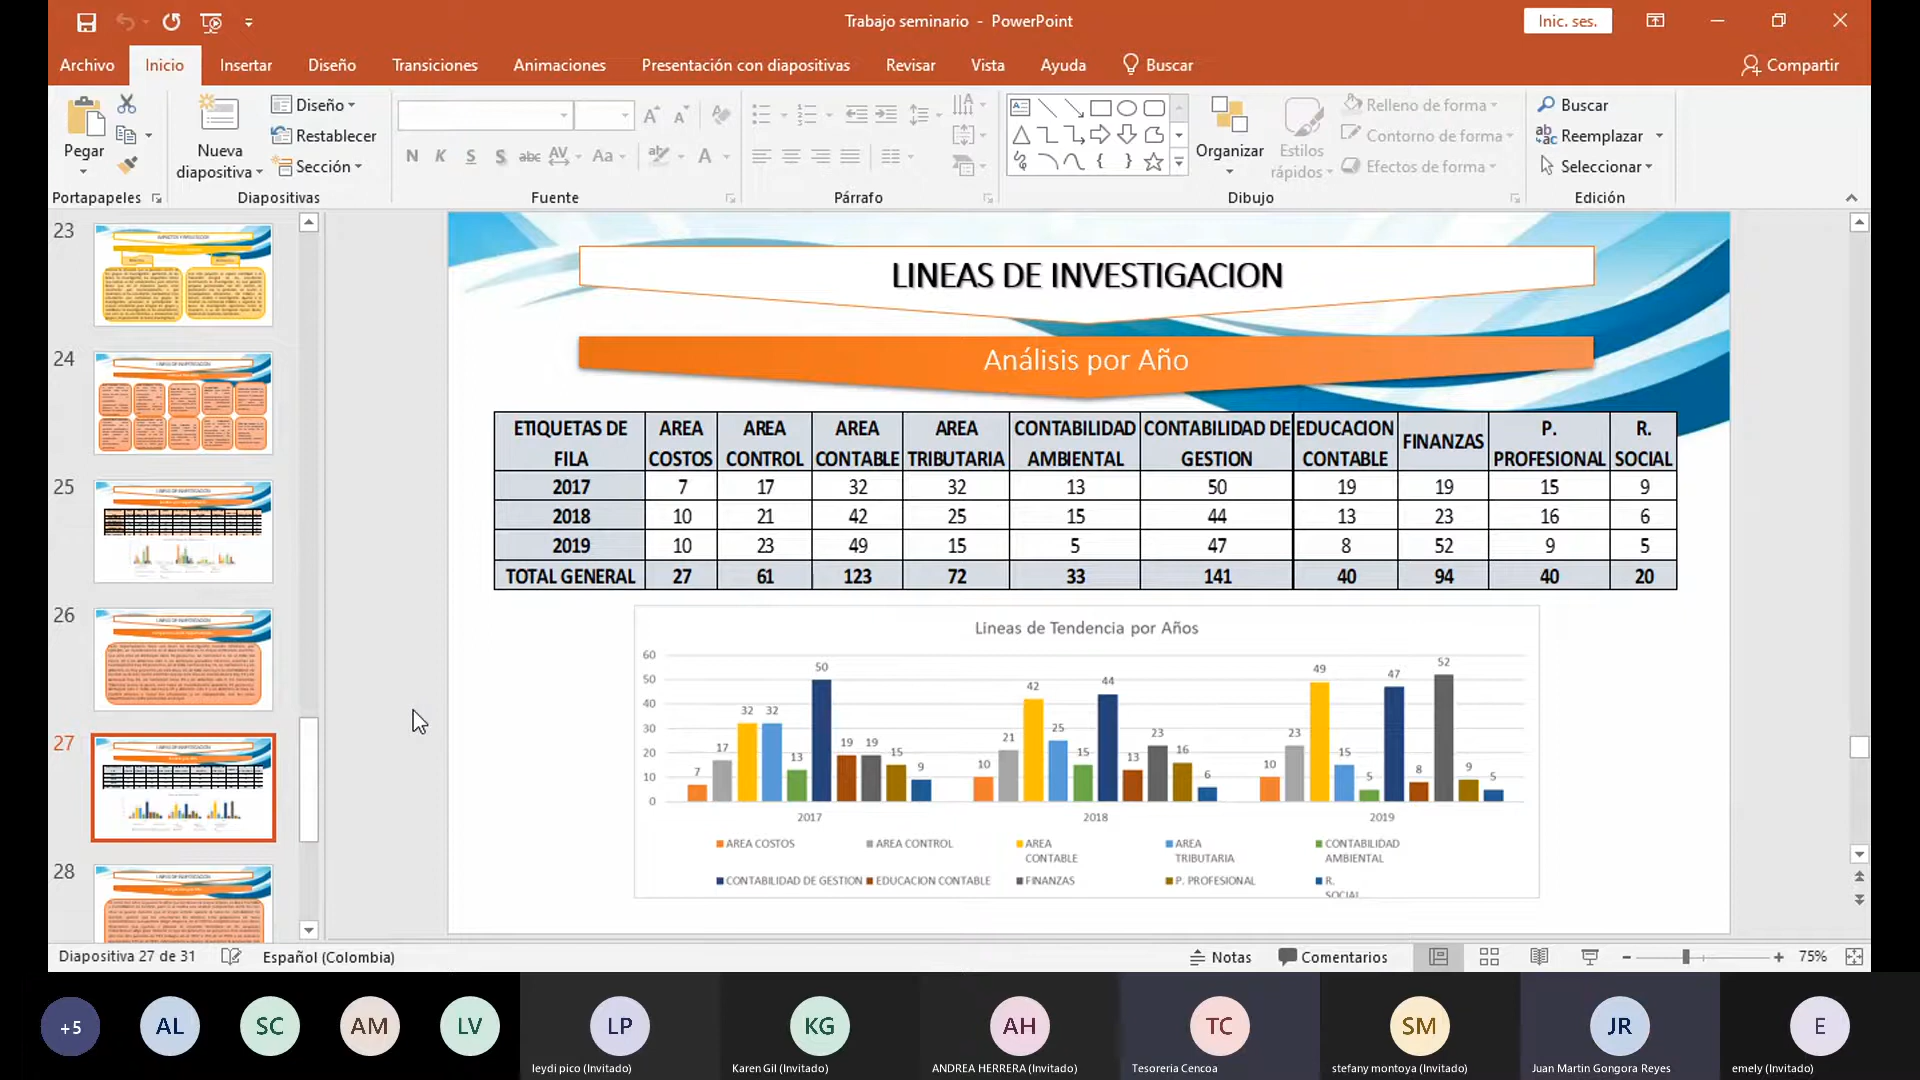 Trabajo seminario - PowerPoint
Inic. ses.
Archivo Inicio Insertar Diseño Transiciones Animaciones Presentación con diapositivas Revisar Vista Ayuda Buscar Compartir
Pegar
Portapapeles
Nueva diapositiva
Diseño
Restablecer
Sección
Diapositivas
N K S S abc AV Aa A
Fuente
Párrafo
Organizar
Estilos rápidos
Relleno de forma
Contorno de forma
Efectos de forma
Dibujo
Buscar
Reemplazar
Seleccionar
Edición
23
24
25
26
27
28
LINEAS DE INVESTIGACION
Análisis por Año
ETIQUETAS DE FILA AREA COSTOS AREA CONTROL AREA CONTABLE AREA TRIBUTARIA CONTABILIDAD AMBIENTAL CONTABILIDAD DE GESTION EDUCACION CONTABLE FINANZAS P. PROFESIONAL R. SOCIAL
2017 7 17 32 32 13 50 19 19 15 9
2018 10 21 42 25 15 44 13 23 16 6
2019 10 23 49 15 5 47 8 52 9 5
TOTAL GENERAL 27 61 123 72 33 141 40 94 40 20
Lineas de Tendencia por Años
60
50
40
30
20
10
0
7 17 32 32 13 50 19 19 15 9
10 21 42 25 15 44 13 23 16 6
10 23 49 15 5 47 8 52 9 5
2017 2018 2019
AREA COSTOS AREA CONTROL AREA CONTABLE AREA TRIBUTARIA CONTABILIDAD AMBIENTAL
CONTABILIDAD DE GESTION EDUCACION CONTABLE FINANZAS P. PROFESIONAL R. SOCIAL
Diapositiva 27 de 31 Español (Colombia) Notas Comentarios 75%
+5 AL SC AM LV LP KG AH TC SM JR E
leydi pico (Invitado) Karen Gil (Invitado) ANDREA HERRERA (Invitado) Tesoreria Cencoa stefany montoya (Invitado) Juan Martin Gongora Reyes emely (Invitado)